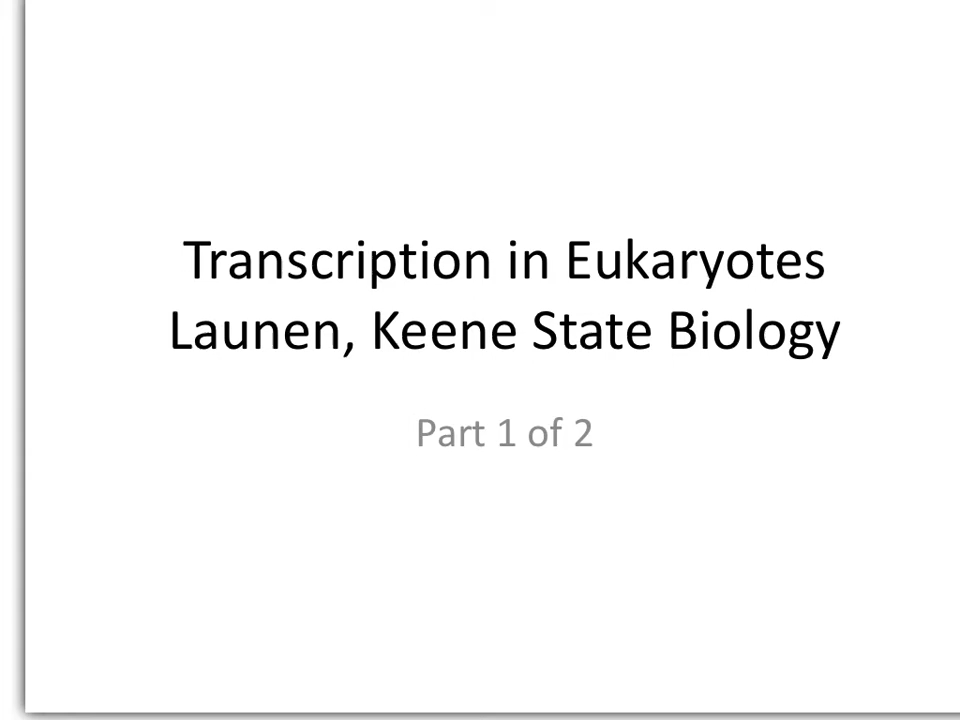 Transcription in Eukaryotes
Launen, Keene State Biology
Part 1 of 2